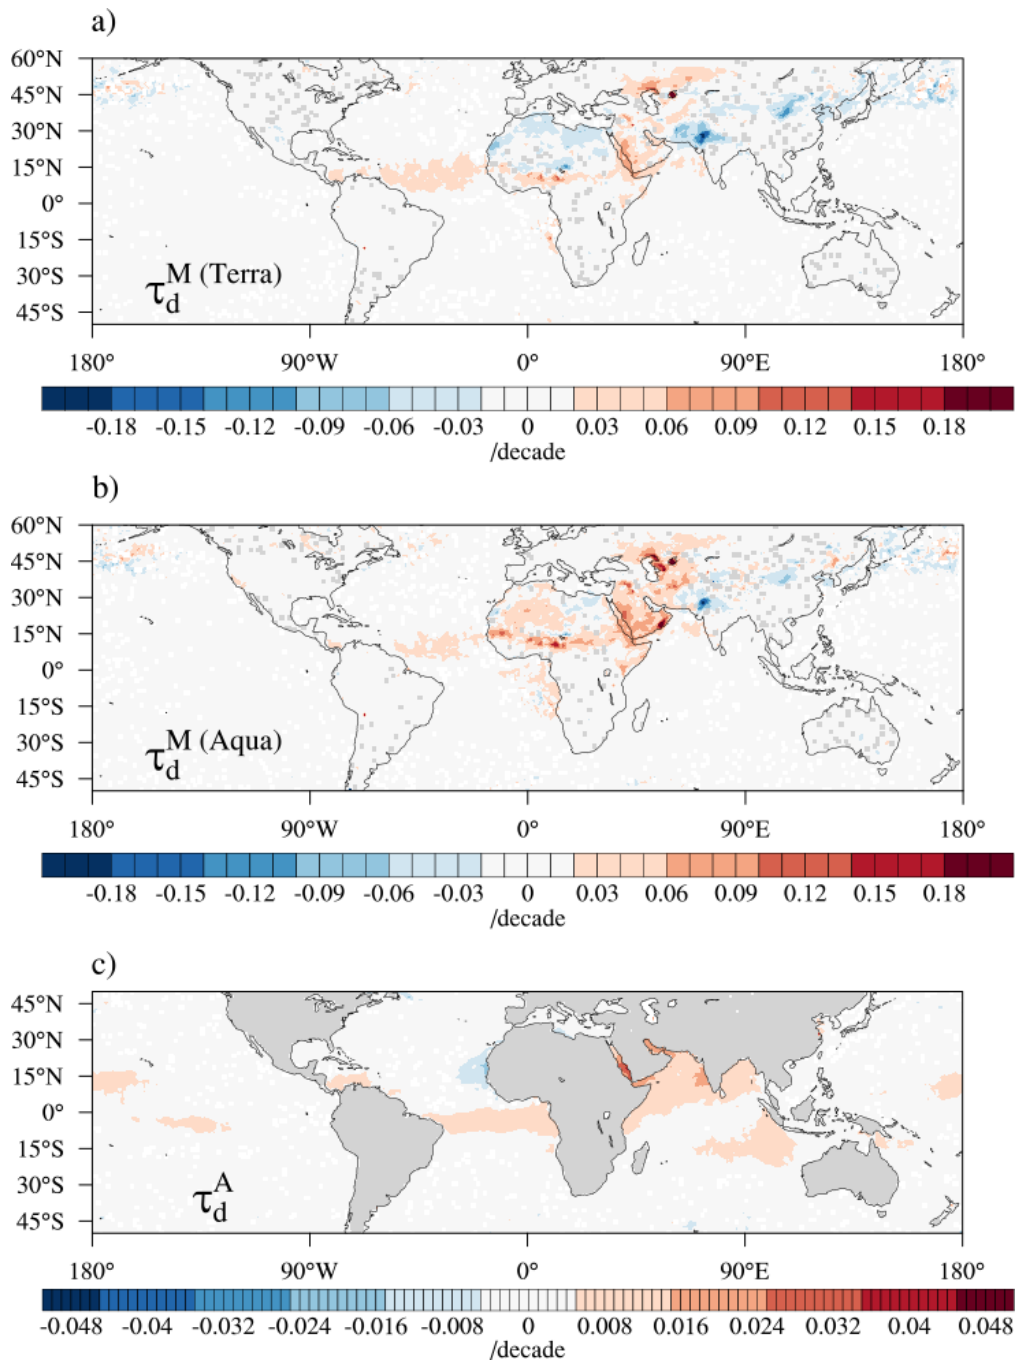 a)
60°N
45°N
30°N
15°N
0°
15°S
30°S
45°S
τ_d^M (Terra)
180° 90°W 0° 90°E 180°
-0.18 -0.15 -0.12 -0.09 -0.06 -0.03 0 0.03 0.06 0.09 0.12 0.15 0.18
/decade
b)
60°N
45°N
30°N
15°N
0°
15°S
30°S
45°S
τ_d^M (Aqua)
180° 90°W 0° 90°E 180°
-0.18 -0.15 -0.12 -0.09 -0.06 -0.03 0 0.03 0.06 0.09 0.12 0.15 0.18
/decade
c)
45°N
30°N
15°N
0°
15°S
30°S
45°S
τ_d^A
180° 90°W 0° 90°E 180°
-0.048 -0.04 -0.032 -0.024 -0.016 -0.008 0 0.008 0.016 0.024 0.032 0.04 0.048
/decade